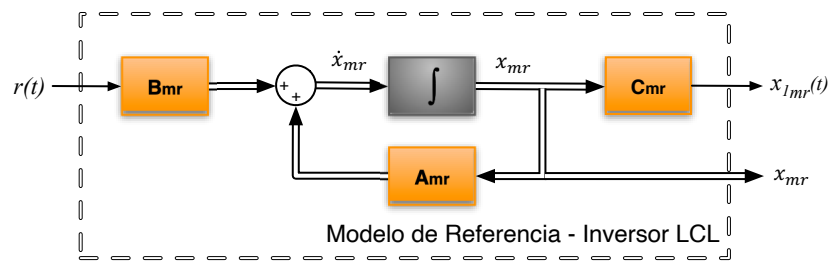 ẋmr xmr
r(t) Bmr + + ∫ Cmr x1mr(t)
Amr xmr
Modelo de Referencia - Inversor LCL